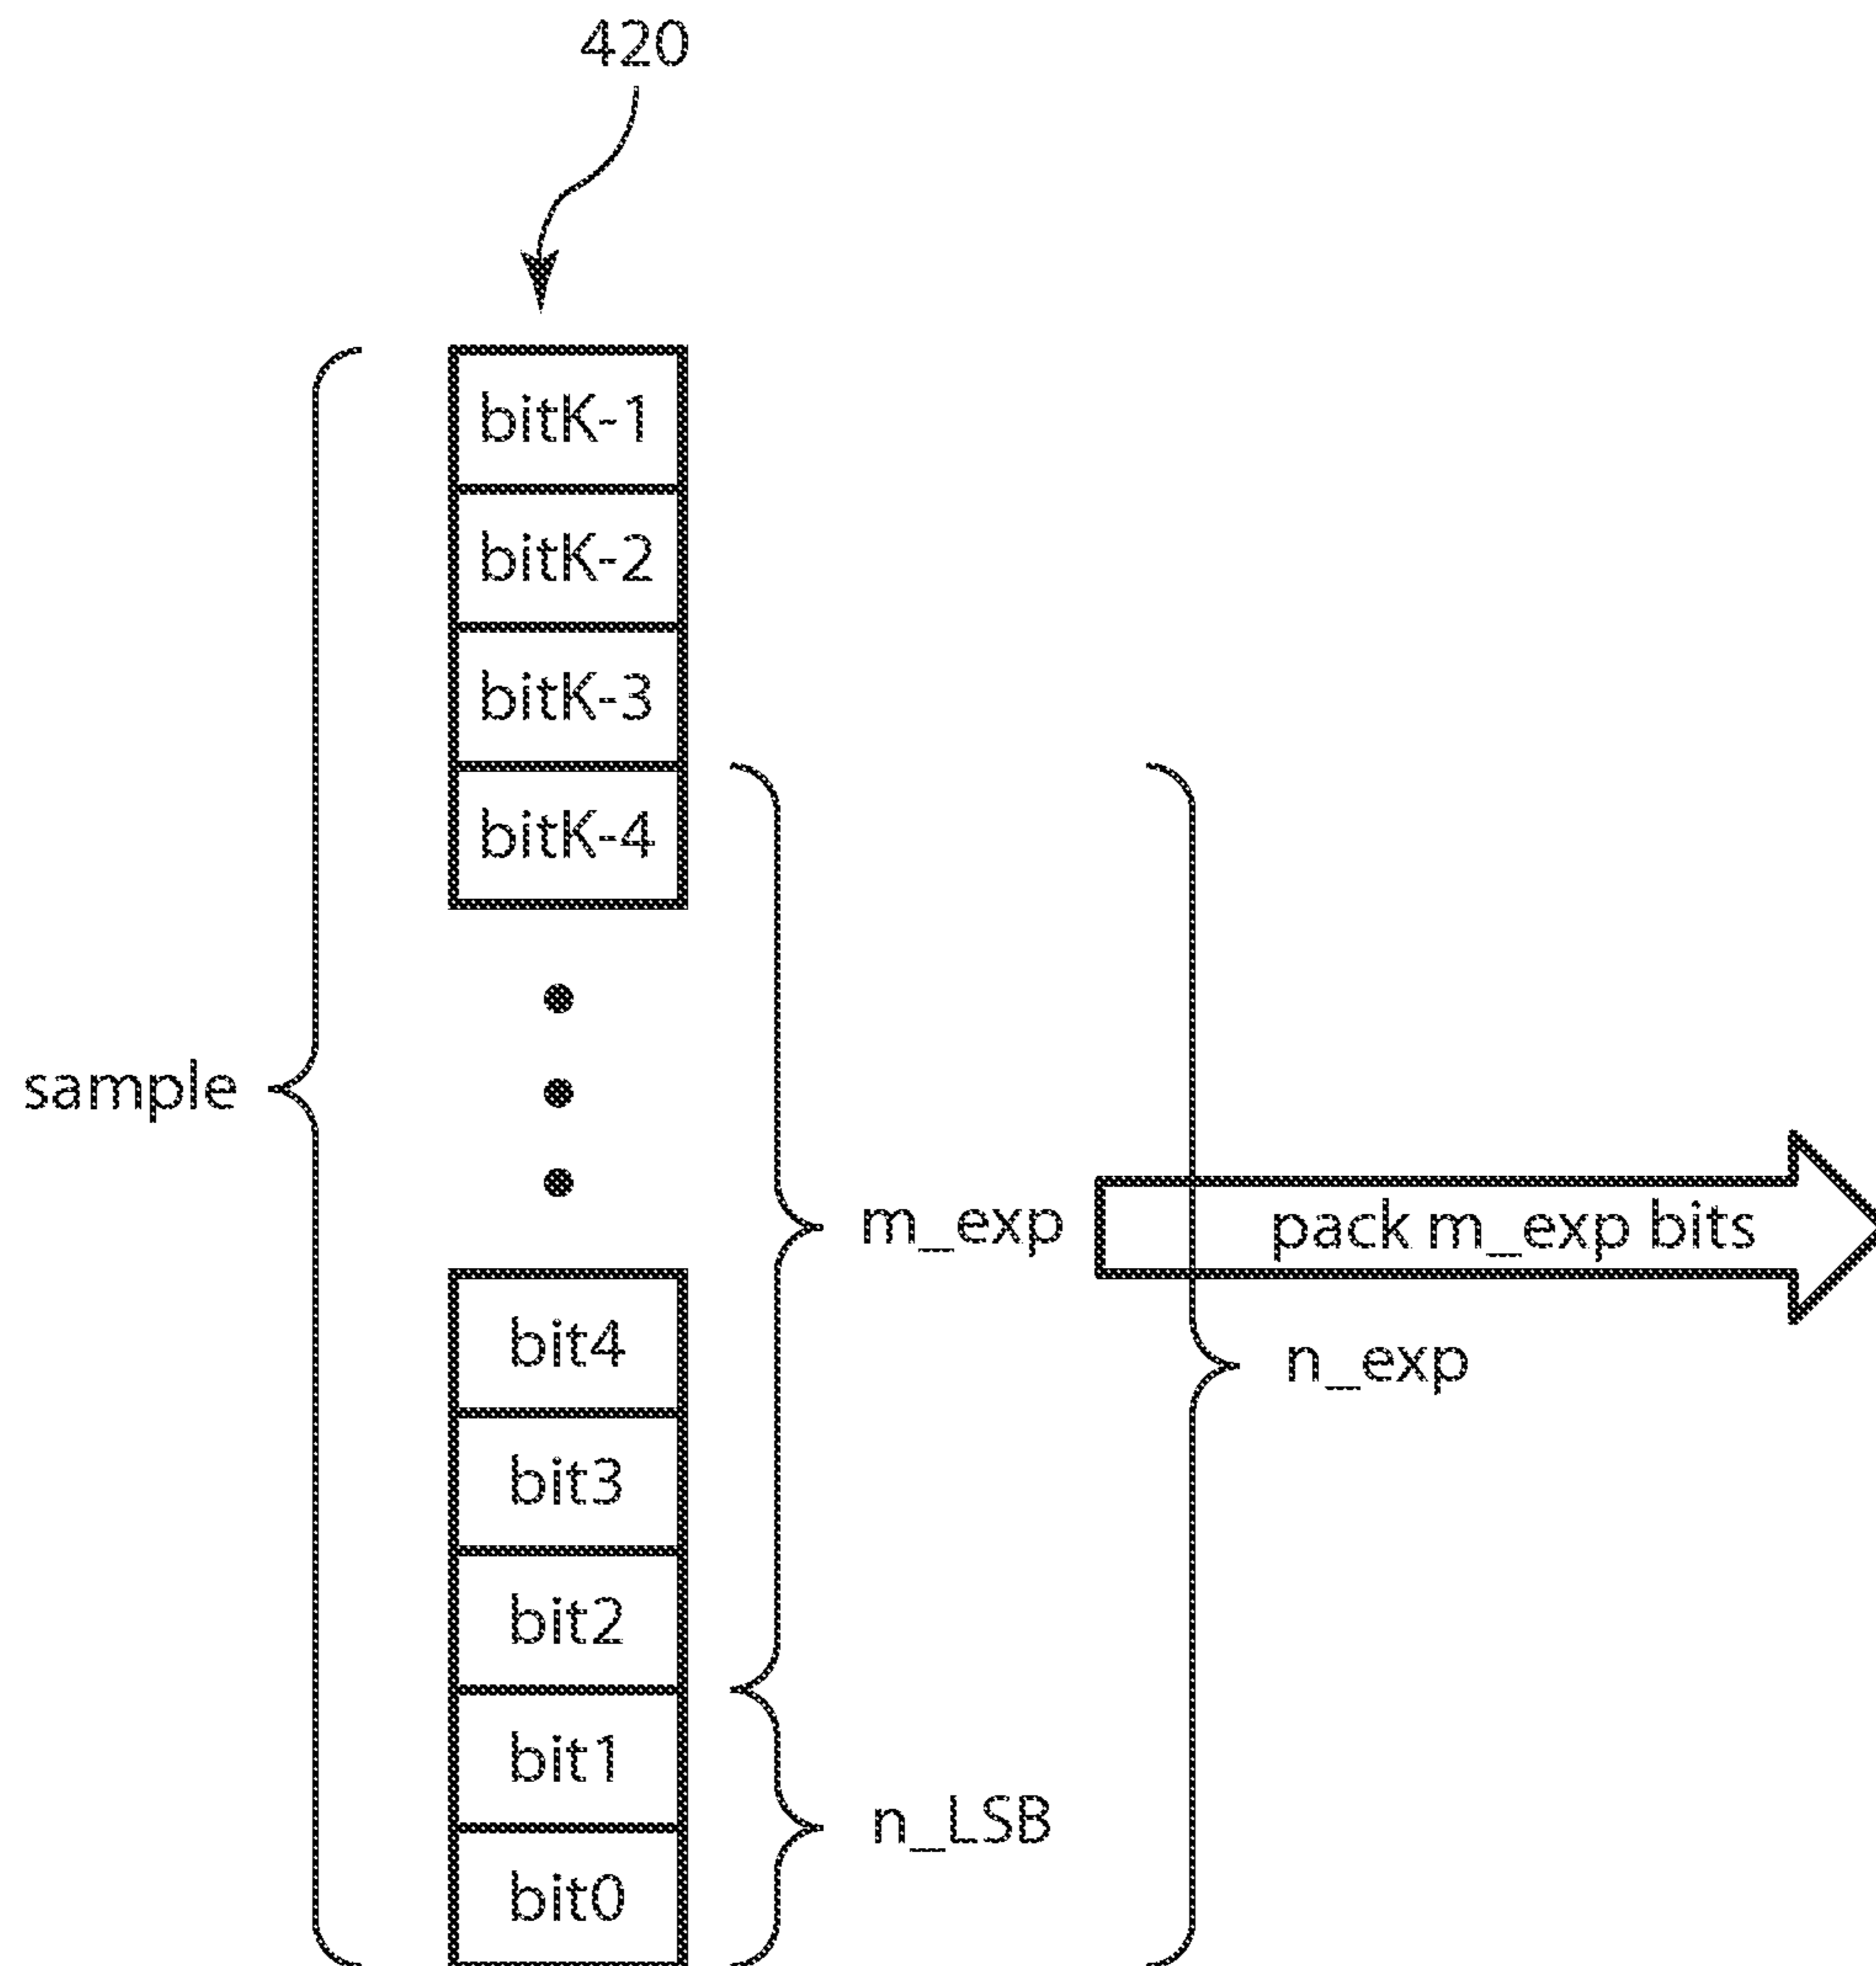 420
bitK-1
bitK-2
bitK-3
bitK-4
sample
m_exp
pack m_exp bits
bit4
n_exp
bit3
bit2
bit1
n_LSB
bit0